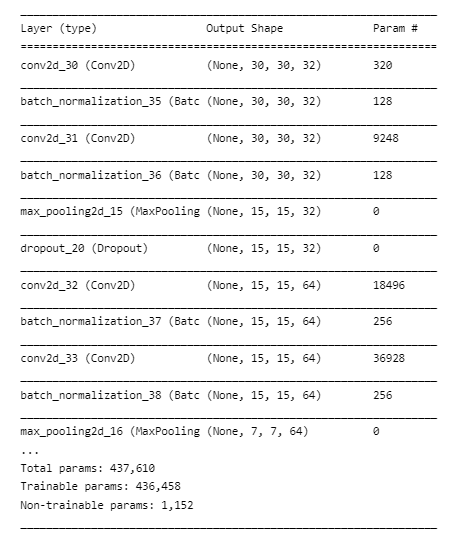 Layer (type) Output Shape Param #
=================================================================
conv2d_30 (Conv2D) (None, 30, 30, 32) 320
batch_normalization_35 (Batc (None, 30, 30, 32) 128
conv2d_31 (Conv2D) (None, 30, 30, 32) 9248
batch_normalization_36 (Batc (None, 30, 30, 32) 128
max_pooling2d_15 (MaxPooling (None, 15, 15, 32) 0
dropout_20 (Dropout) (None, 15, 15, 32) 0
conv2d_32 (Conv2D) (None, 15, 15, 64) 18496
batch_normalization_37 (Batc (None, 15, 15, 64) 256
conv2d_33 (Conv2D) (None, 15, 15, 64) 36928
batch_normalization_38 (Batc (None, 15, 15, 64) 256
max_pooling2d_16 (MaxPooling (None, 7, 7, 64) 0
...
Total params: 437,610
Trainable params: 436,458
Non-trainable params: 1,152